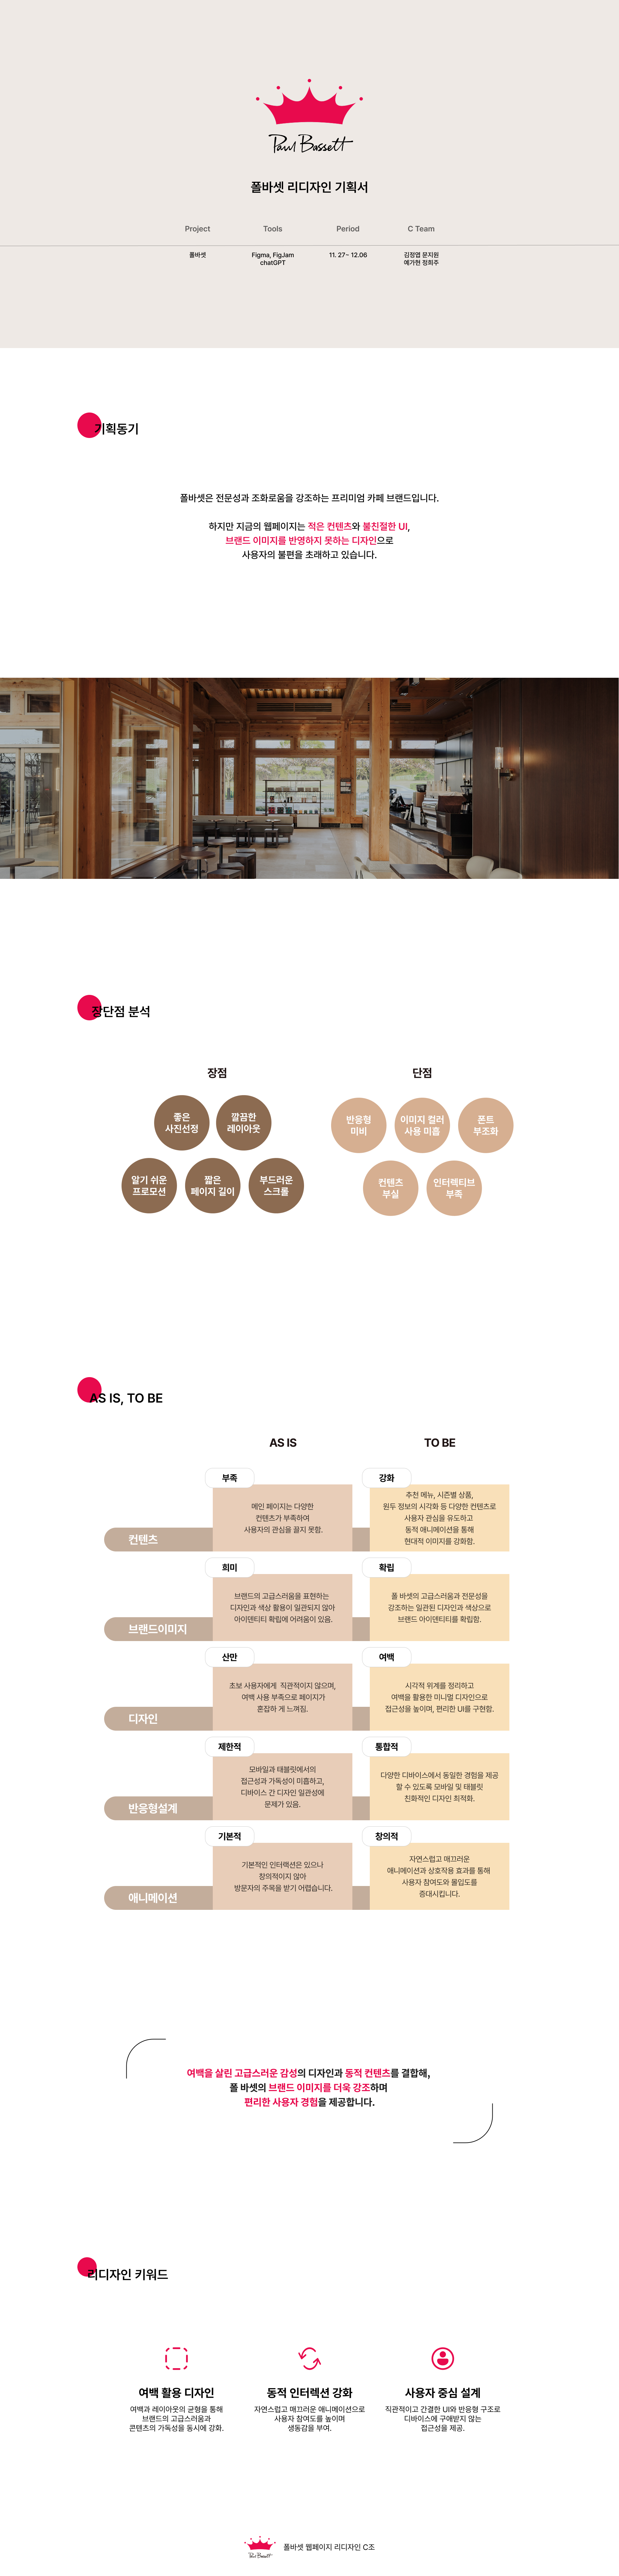 Paul Bassett
폴바셋 리디자인 기획서
Project
Tools
Period
C Team
폴바셋
Figma, FigJam
chatGPT
11. 27~ 12.06
김정엽 문지원
예가현 정희주
기획동기
폴바셋은 전문성과 조화로움을 강조하는 프리미엄 카페 브랜드입니다.
하지만 지금의 웹페이지는 적은 컨텐츠와 불친절한 UI,
브랜드 이미지를 반영하지 못하는 디자인으로
사용자의 불편을 초래하고 있습니다.
장단점 분석
장점
좋은
사진선정
깔끔한
레이아웃
알기 쉬운
프로모션
짧은
페이지 길이
부드러운
스크롤
단점
반응형
미비
이미지 컬러
사용 미흡
폰트
부조화
컨텐츠
부실
인터렉티브
부족
AS IS, TO BE
AS IS
TO BE
컨텐츠
부족
메인 페이지는 다양한
컨텐츠가 부족하여
사용자의 관심을 끌지 못함.
강화
추천 메뉴, 시즌별 상품,
원두 정보의 시각화 등 다양한 컨텐츠로
사용자 관심을 유도하고
동적 애니메이션을 통해
현대적 이미지를 강화함.
브랜드이미지
희미
브랜드의 고급스러움을 표현하는
디자인과 색상 활용이 일관되지 않아
아이덴티티 확립에 어려움이 있음.
확립
폴 바셋의 고급스러움과 전문성을
강조하는 일관된 디자인과 색상으로
브랜드 아이덴티티를 확립함.
디자인
산만
초보 사용자에게 직관적이지 않으며,
여백 사용 부족으로 페이지가
혼잡하 게 느껴짐.
여백
시각적 위계를 정리하고
여백을 활용한 미니멀 디자인으로
접근성을 높이며, 편리한 UI를 구현함.
반응형설계
제한적
모바일과 태블릿에서의
접근성과 가독성이 미흡하고,
디바이스 간 디자인 일관성에
문제가 있음.
통합적
다양한 디바이스에서 동일한 경험을 제공
할 수 있도록 모바일 및 태블릿
친화적인 디자인 최적화.
애니메이션
기본적
기본적인 인터랙션은 있으나
창의적이지 않아
방문자의 주목을 받기 어렵습니다.
창의적
자연스럽고 매끄러운
애니메이션과 상호작용 효과를 통해
사용자 참여도와 몰입도를
증대시킵니다.
여백을 살린 고급스러운 감성의 디자인과 동적 컨텐츠를 결합해,
폴 바셋의 브랜드 이미지를 더욱 강조하며
편리한 사용자 경험을 제공합니다.
리디자인 키워드
여백 활용 디자인
여백과 레이아웃의 균형을 통해
브랜드의 고급스러움과
콘텐츠의 가독성을 동시에 강화.
동적 인터렉션 강화
자연스럽고 매끄러운 애니메이션으로
사용자 참여도를 높이며
생동감을 부여.
사용자 중심 설계
직관적이고 간결한 UI와 반응형 구조로
디바이스에 구애받지 않는
접근성을 제공.
Paul Bassett
폴바셋 웹페이지 리디자인 C조